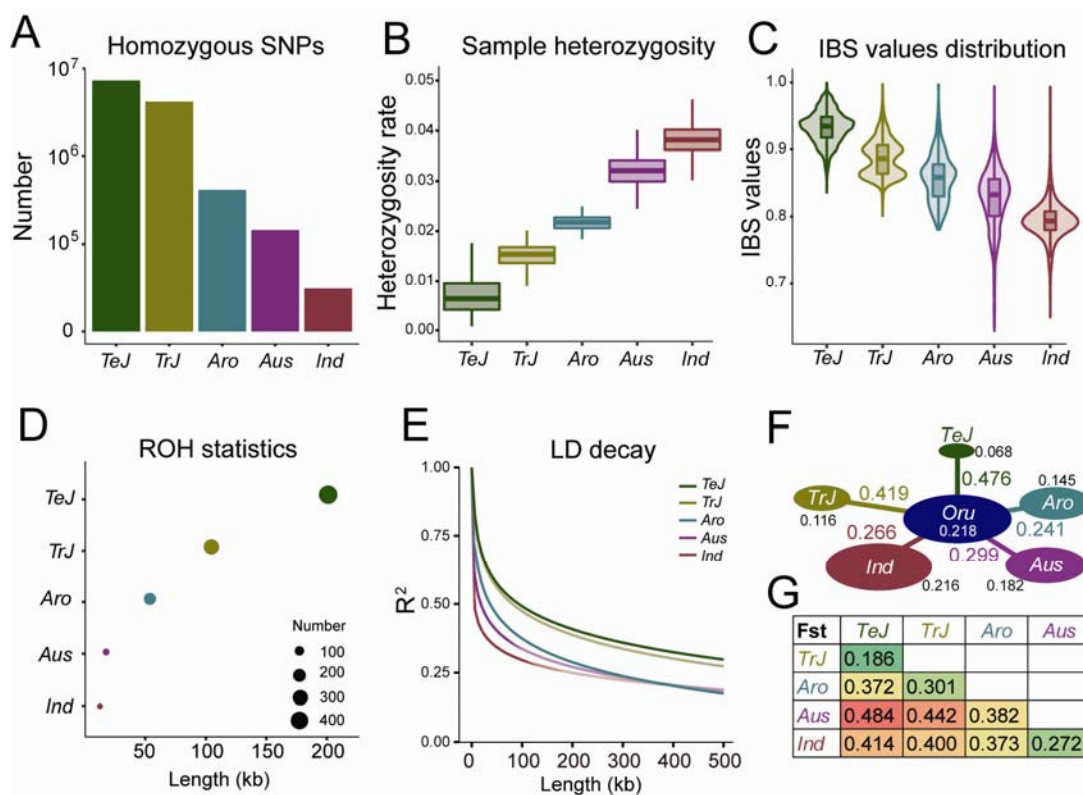 A
Homozygous SNPs
Number
10^7
10^6
10^5
0
TeJ TrJ Aro Aus Ind
B
Sample heterozygosity
Heterozygosity rate
0.05
0.04
0.03
0.02
0.01
0.00
TeJ TrJ Aro Aus Ind
C
IBS values distribution
IBS values
1.0
0.9
0.8
0.7
TeJ TrJ Aro Aus Ind
D
ROH statistics
TeJ
TrJ
Aro
Aus
Ind
Number
100
200
300
400
50 100 150 200
Length (kb)
E
LD decay
R^2
1.00
0.75
0.50
0.25
0.00
TeJ
TrJ
Aro
Aus
Ind
0 100 200 300 400 500
Length (kb)
F
TeJ
0.068
0.476
TrJ
0.116
0.419
Oru
0.218
0.145
Aro
0.241
0.266
Ind
0.216
0.299
Aus
0.182
G
Fst TeJ TrJ Aro Aus
TrJ 0.186
Aro 0.372 0.301
Aus 0.484 0.442 0.382
Ind 0.414 0.400 0.373 0.272